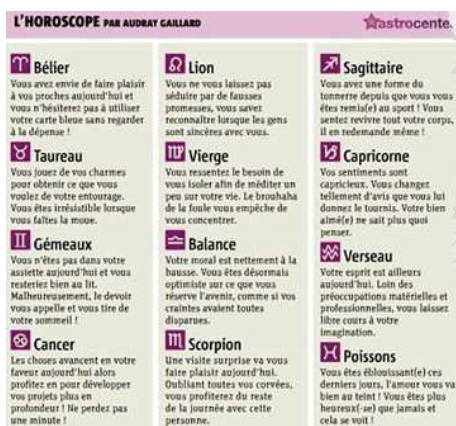 L'HOROSCOPE PAR AUDRAY GAILLARD
astrocente.
Bélier
Vous avez envie de faire plaisir
à vos proches aujourd'hui et
vous n'hésiterez pas à utiliser
votre carte bleue sans regarder
à la dépense !
Taureau
Vous jouez de vos charmes
pour obtenir ce que vous
voulez de votre entourage.
Vous êtes irrésistible lorsque
vous faîtes la moue.
Gémeaux
Vous n'êtes pas dans votre
assiette aujourd'hui et vous
resteriez bien au lit.
Malheureusement, le devoir
vous appelle et vous tire de
votre sommeil !
Cancer
Les choses avancent en votre
faveur aujourd'hui alors
profitez en pour développer
vos projets plus en
profondeur ! Ne perdez pas
une minute !
Lion
Vous ne vous laissez pas
séduire par de fausses
promesses, vous savez
reconnaître lorsque les gens
sont sincères avec vous.
Vierge
Vous ressentez le besoin de
vous isoler afin de méditer un
peu sur votre vie. Le brouhaha
de la foule vous empêche de
vous concentrer.
Balance
Votre moral est nettement à la
hausse. Vous êtes désormais
optimiste sur ce que vous
réserve l'avenir, comme si vos
craintes avaient toutes
disparues.
Scorpion
Une visite surprise va vous
faire plaisir aujourd'hui.
Oubliant toutes vos corvées,
vous profiterez du reste
de la journée avec cette
personne.
Sagittaire
Vous avez une forme du
tonnerre depuis que vous vous
êtes remis(e) au sport ! Vous
sentez revivre tout votre corps,
il en redemande même !
Capricorne
Vos sentiments sont
capricieux. Vous changez
tellement d'avis que vous lui
donnez le tournis. Votre bien
aimé(e) ne sait plus quoi
penser.
Verseau
Votre esprit est ailleurs
aujourd'hui. Loin des
préoccupations matérielles et
professionnelles, vous laissez
libre cours à votre
imagination.
Poissons
Vous êtes éblouissant(e) ces
derniers jours, l'amour vous va
bien au teint ! Vous êtes plus
heureux(-se) que jamais et
cela se voit !